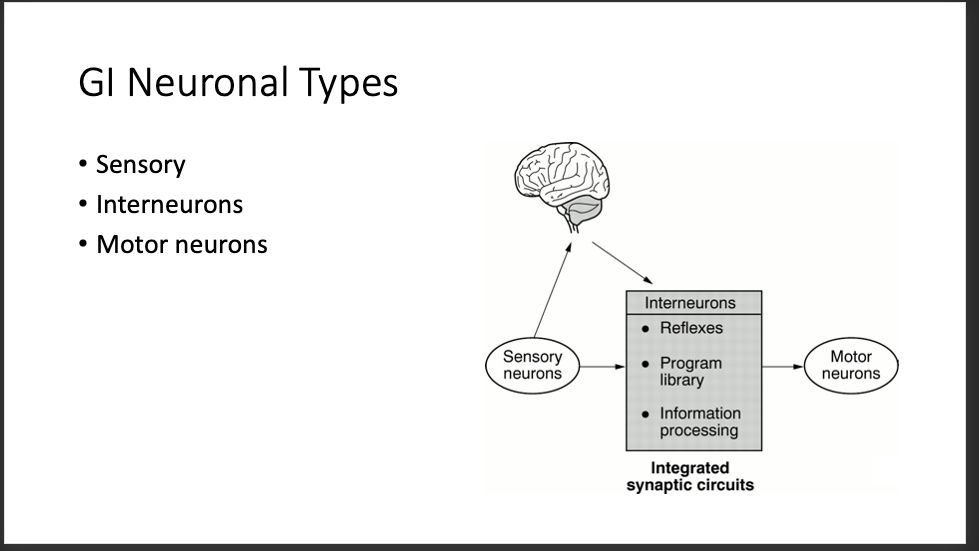 GI Neuronal Types
• Sensory
• Interneurons
• Motor neurons
Interneurons
• Reflexes
• Program
library
• Information
processing
Sensory
neurons
Motor
neurons
Integrated
synaptic circuits